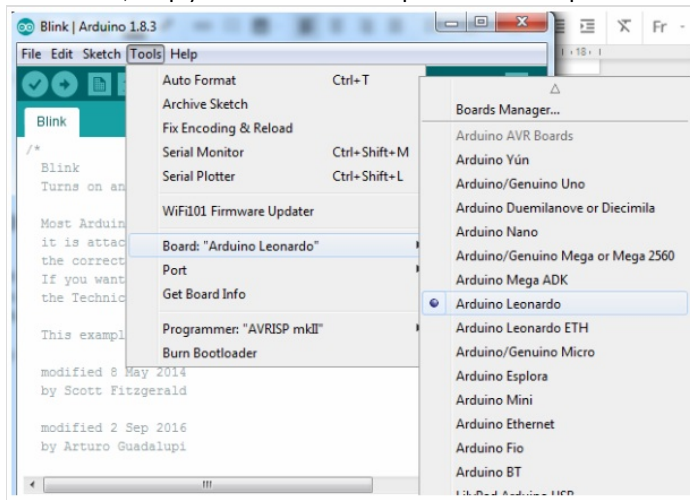 Blink | Arduino 1.8.3
Fr
18
File Edit Sketch Tools Help
Blink
Auto Format Ctrl+T
Archive Sketch
Fix Encoding & Reload
Serial Monitor Ctrl+Shift+M
Serial Plotter Ctrl+Shift+L
WiFi101 Firmware Updater
Board: "Arduino Leonardo"
Port
Get Board Info
Programmer: "AVRISP mkII"
Burn Bootloader
Boards Manager...
Arduino AVR Boards
Arduino Yún
Arduino/Genuino Uno
Arduino Duemilanove or Diecimila
Arduino Nano
Arduino/Genuino Mega or Mega 2560
Arduino Mega ADK
Arduino Leonardo
Arduino Leonardo ETH
Arduino/Genuino Micro
Arduino Esplora
Arduino Mini
Arduino Ethernet
Arduino Fio
Arduino BT
LilyPad Arduino USB
/*
Blink
Turns on an
Most Arduin
it is attac
the correct
If you want
the Technic
This exampl
modified 8 May 2014
by Scott Fitzgerald
modified 2 Sep 2016
by Arturo Guadalupi